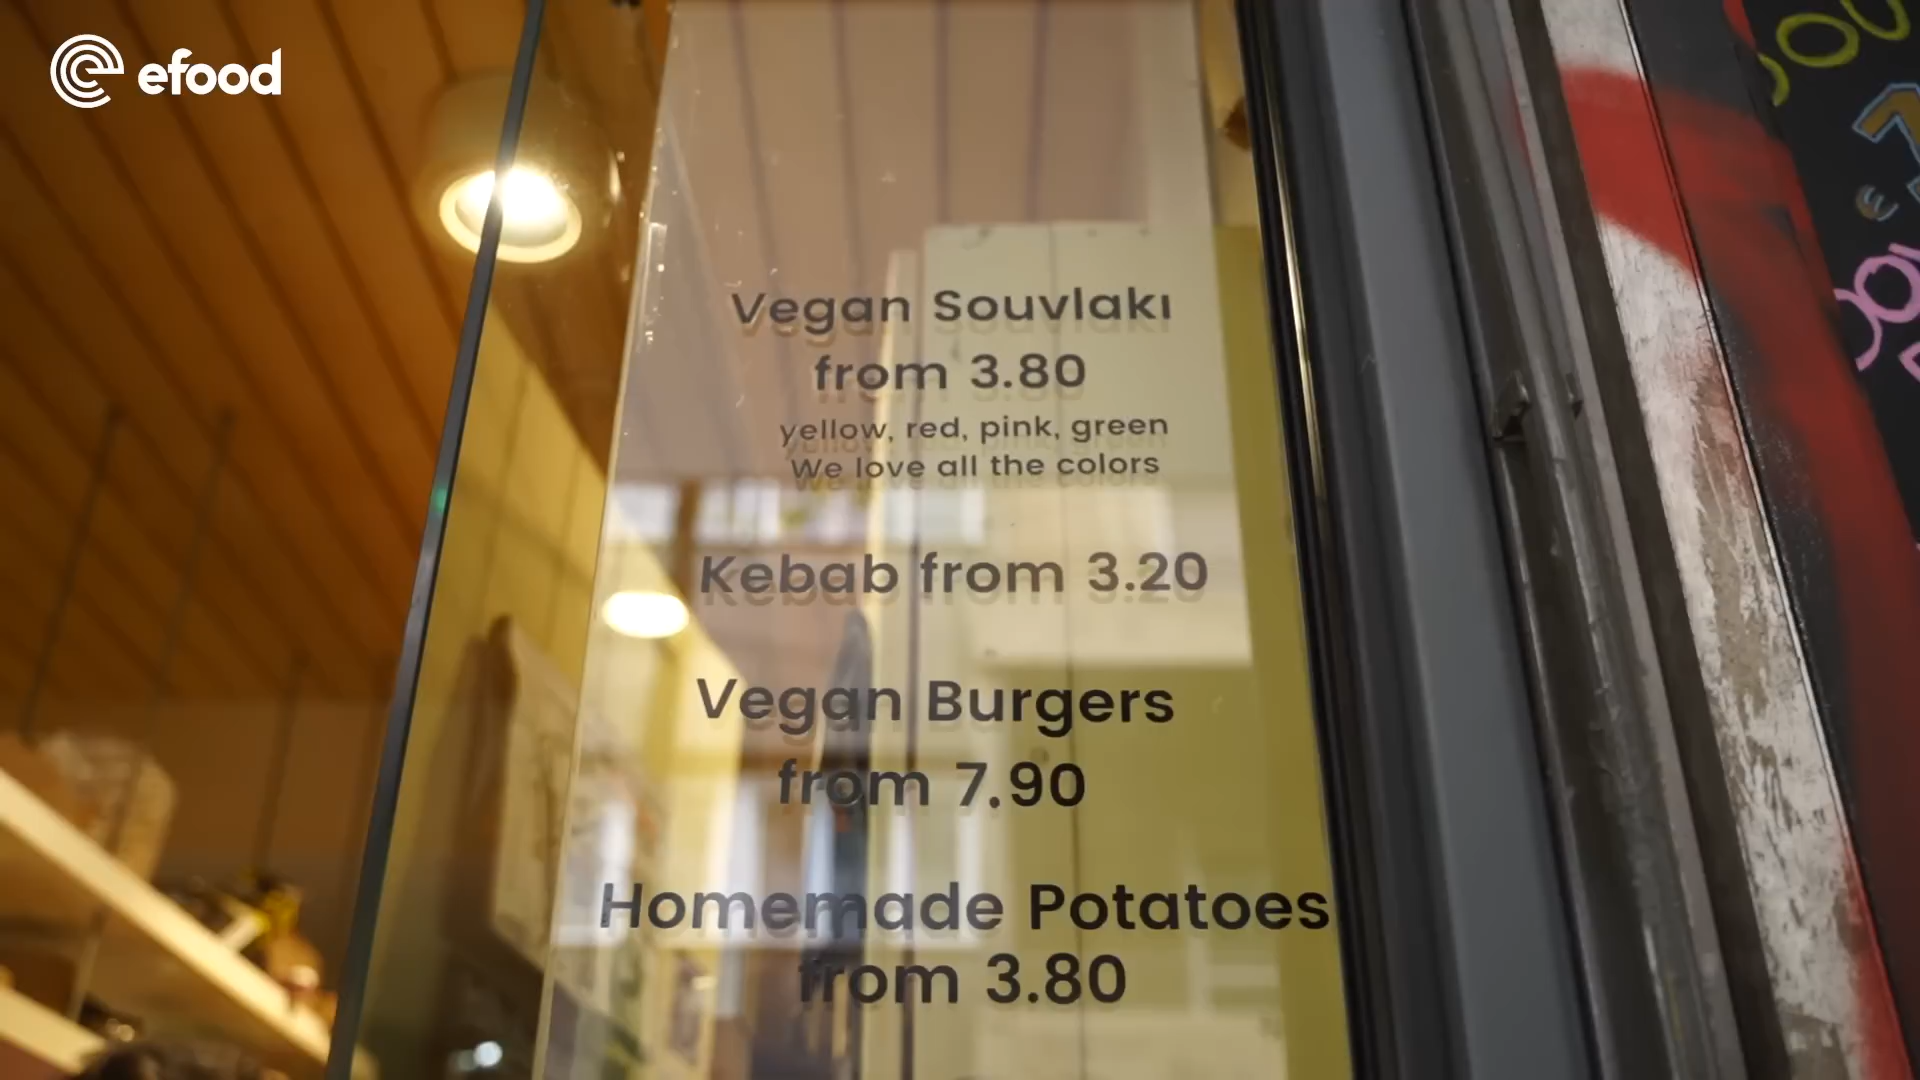 efood
Vegan Souvlaki
from 3.80
yellow, red, pink, green
We love all the colors
Kebab from 3.20
Vegan Burgers
from 7.90
Homemade Potatoes
from 3.80